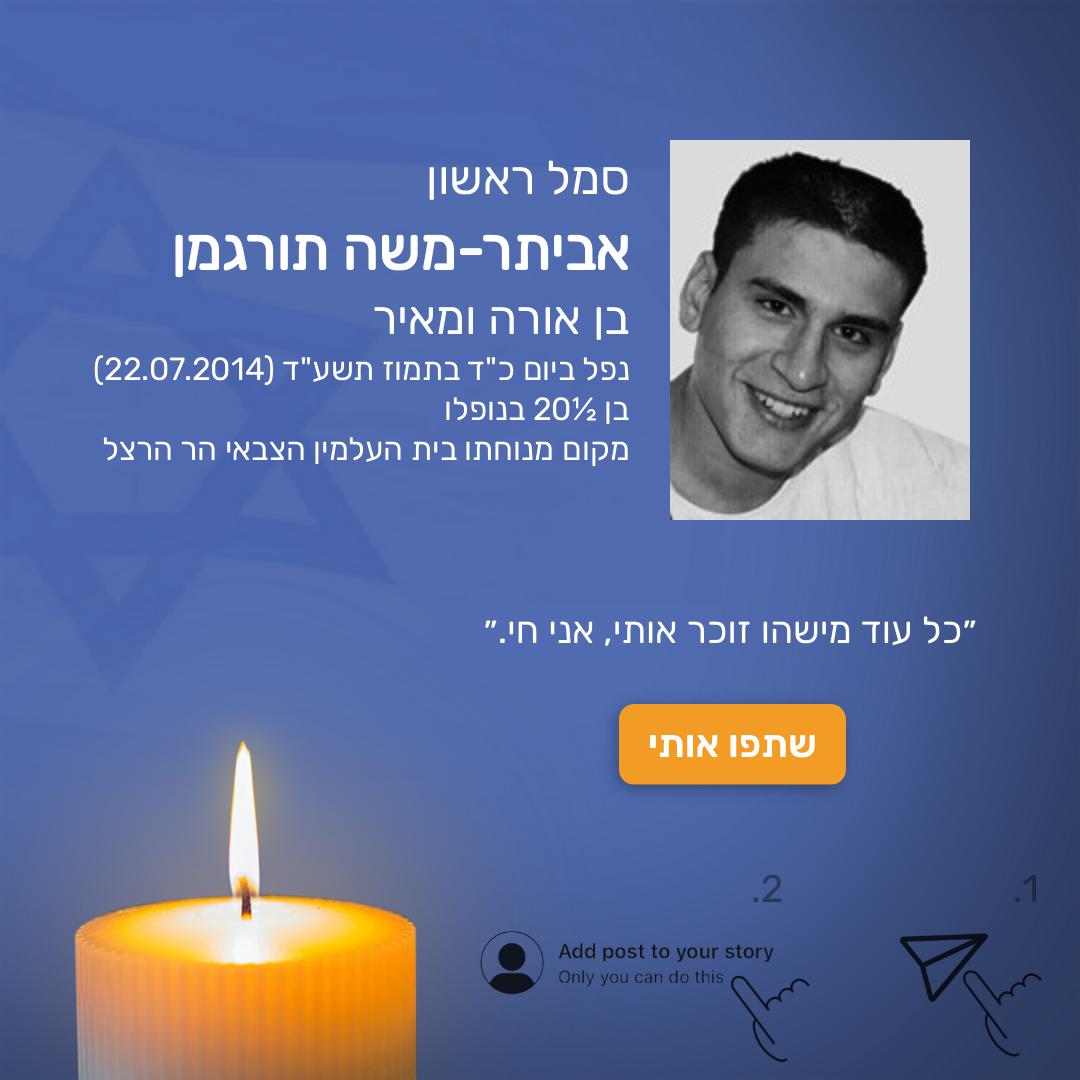 סמל ראשון
אביתר-משה תורגמן
בן אורה ומאיר
נפל ביום כ"ד בתמוז תשע"ד (22.07.2014)
בן 20½ בנופלו
מקום מנוחתו בית העלמין הצבאי הר הרצל
״כל עוד מישהו זוכר אותי, אני חי.״
שתפו אותי
.1
.2
Add post to your story
Only you can do this